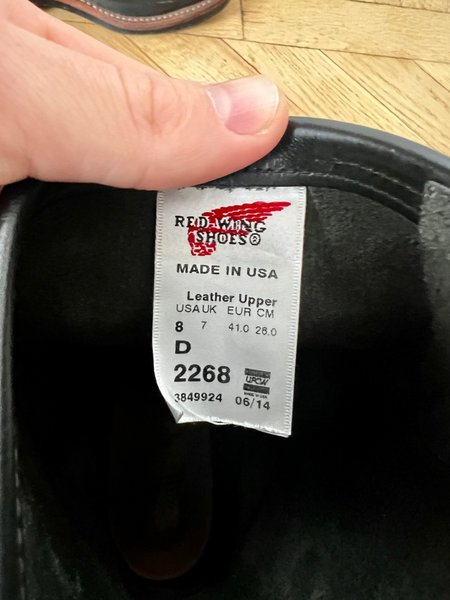 RED WING
SHOES®
MADE IN USA
Leather Upper
USA UK EUR CM
8 7 41.0 26.0
D
2268
UFCW
3849924 06/14